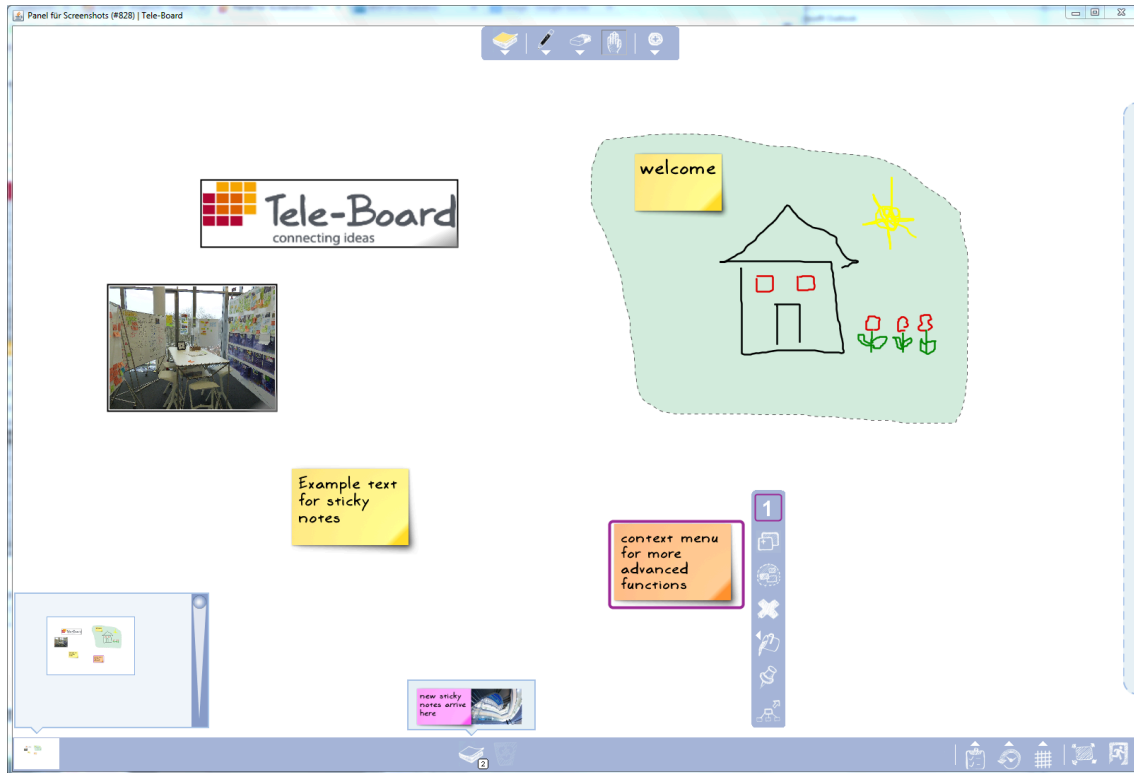 Panel für Screenshots (#828) | Tele-Board
welcome
Tele-Board
connecting ideas
Example text
for sticky
notes
1
context menu
for more
advanced
functions
new sticky
notes arrive
here
2